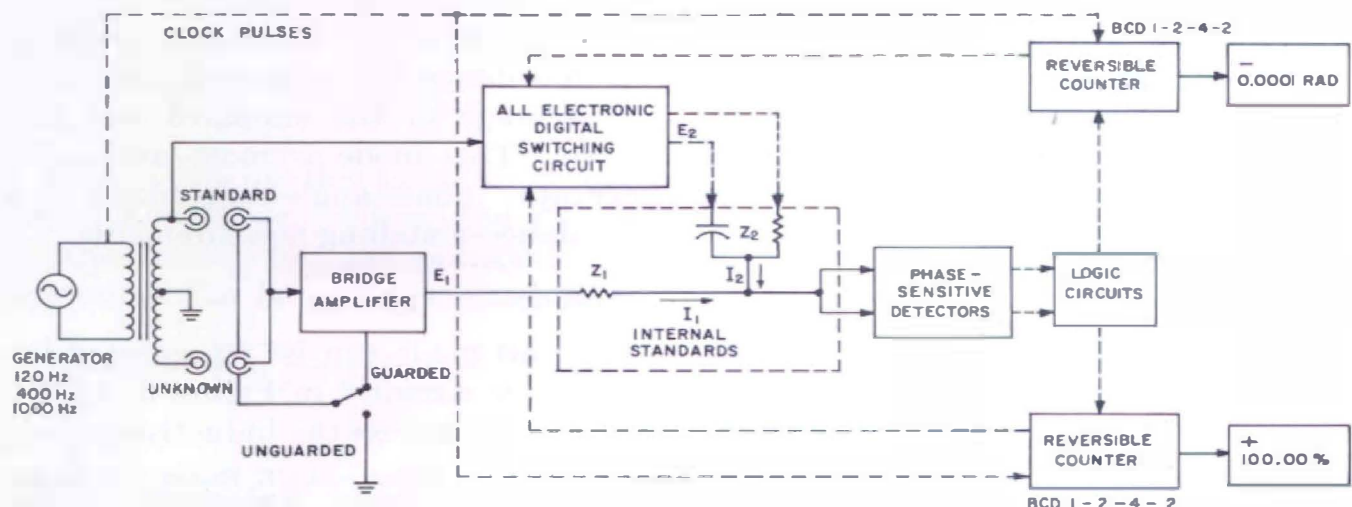 CLOCK PULSES
BCD 1-2-4-2
REVERSIBLE
COUNTER
−
0.0001 RAD
ALL ELECTRONIC
DIGITAL
SWITCHING
CIRCUIT
E2
STANDARD
Z2
BRIDGE
AMPLIFIER
E1
Z1
I2
I1
INTERNAL
STANDARDS
PHASE-
SENSITIVE
DETECTORS
LOGIC
CIRCUITS
GENERATOR
120 Hz
400 Hz
1000 Hz
UNKNOWN
GUARDED
UNGUARDED
REVERSIBLE
COUNTER
+
100.00 %
BCD 1-2-4-2